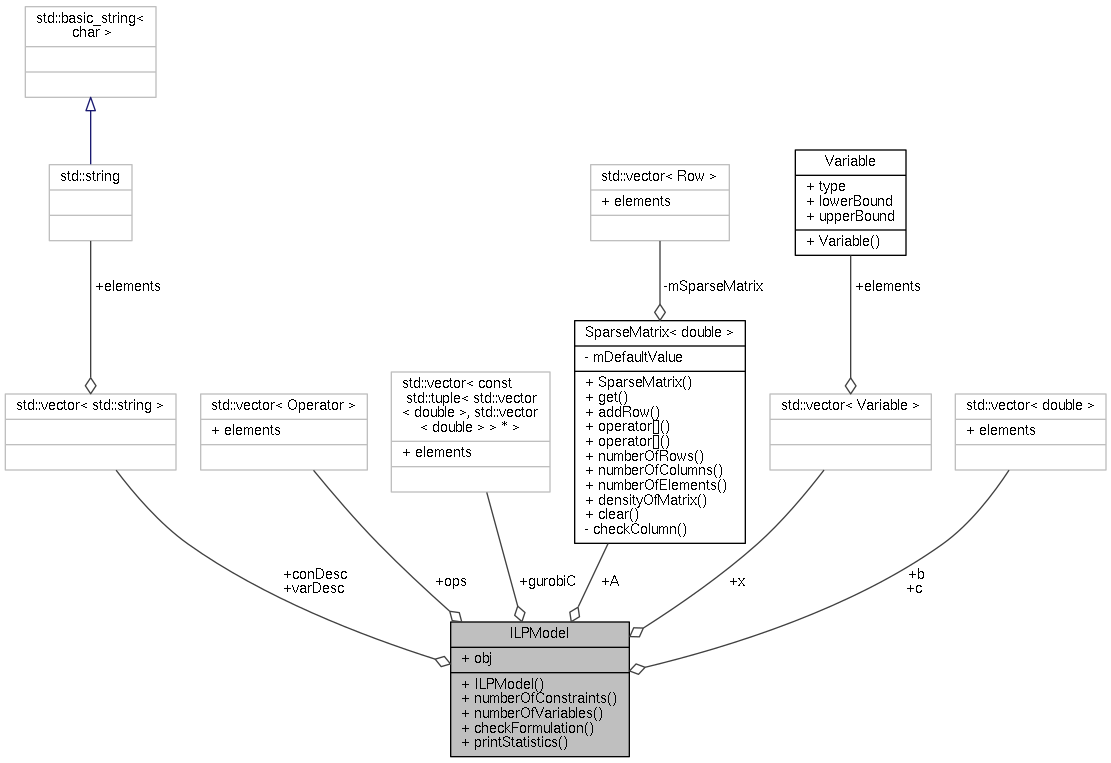 std::basic_string<
char >
std::string
+elements
std::vector< std::string >
std::vector< Operator >
+ elements
std::vector< const
std::tuple< std::vector
< double >, std::vector
< double > > * >
+ elements
std::vector< Row >
+ elements
-mSparseMatrix
SparseMatrix< double >
- mDefaultValue
+ SparseMatrix()
+ get()
+ addRow()
+ operator[]()
+ operator[]()
+ numberOfRows()
+ numberOfColumns()
+ numberOfElements()
+ densityOfMatrix()
+ clear()
- checkColumn()
Variable
+ type
+ lowerBound
+ upperBound
+ Variable()
+elements
std::vector< Variable >
std::vector< double >
+ elements
+conDesc
+varDesc
+ops
+gurobiC
+A
+x
+b
+c
ILPModel
+ obj
+ ILPModel()
+ numberOfConstraints()
+ numberOfVariables()
+ checkFormulation()
+ printStatistics()